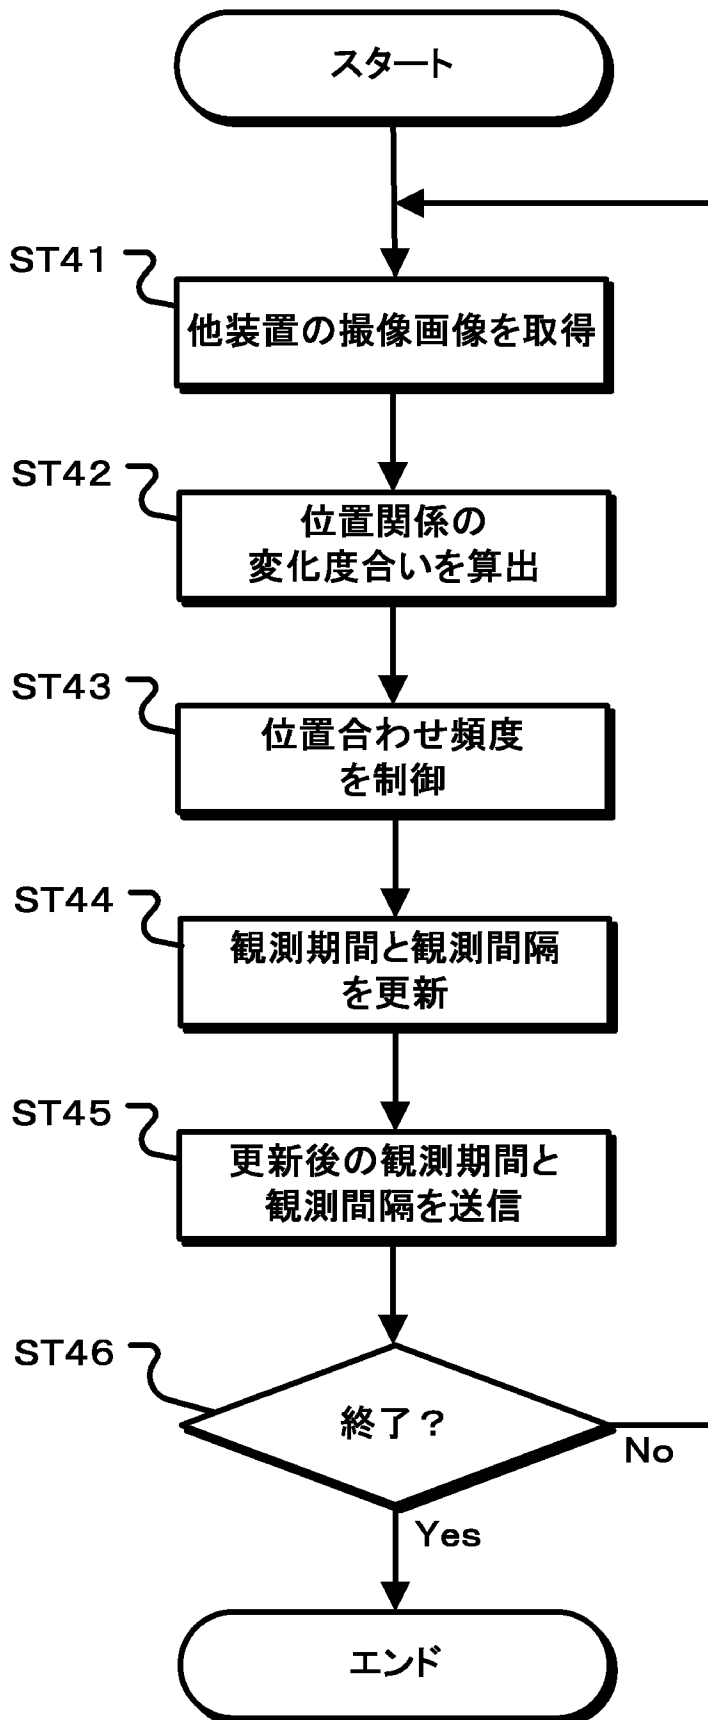 スタート
ST41
他装置の撮像画像を取得
ST42
位置関係の
変化度合いを算出
ST43
位置合わせ頻度
を制御
ST44
観測期間と観測間隔
を更新
ST45
更新後の観測期間と
観測間隔を送信
ST46
終了？
No
Yes
エンド